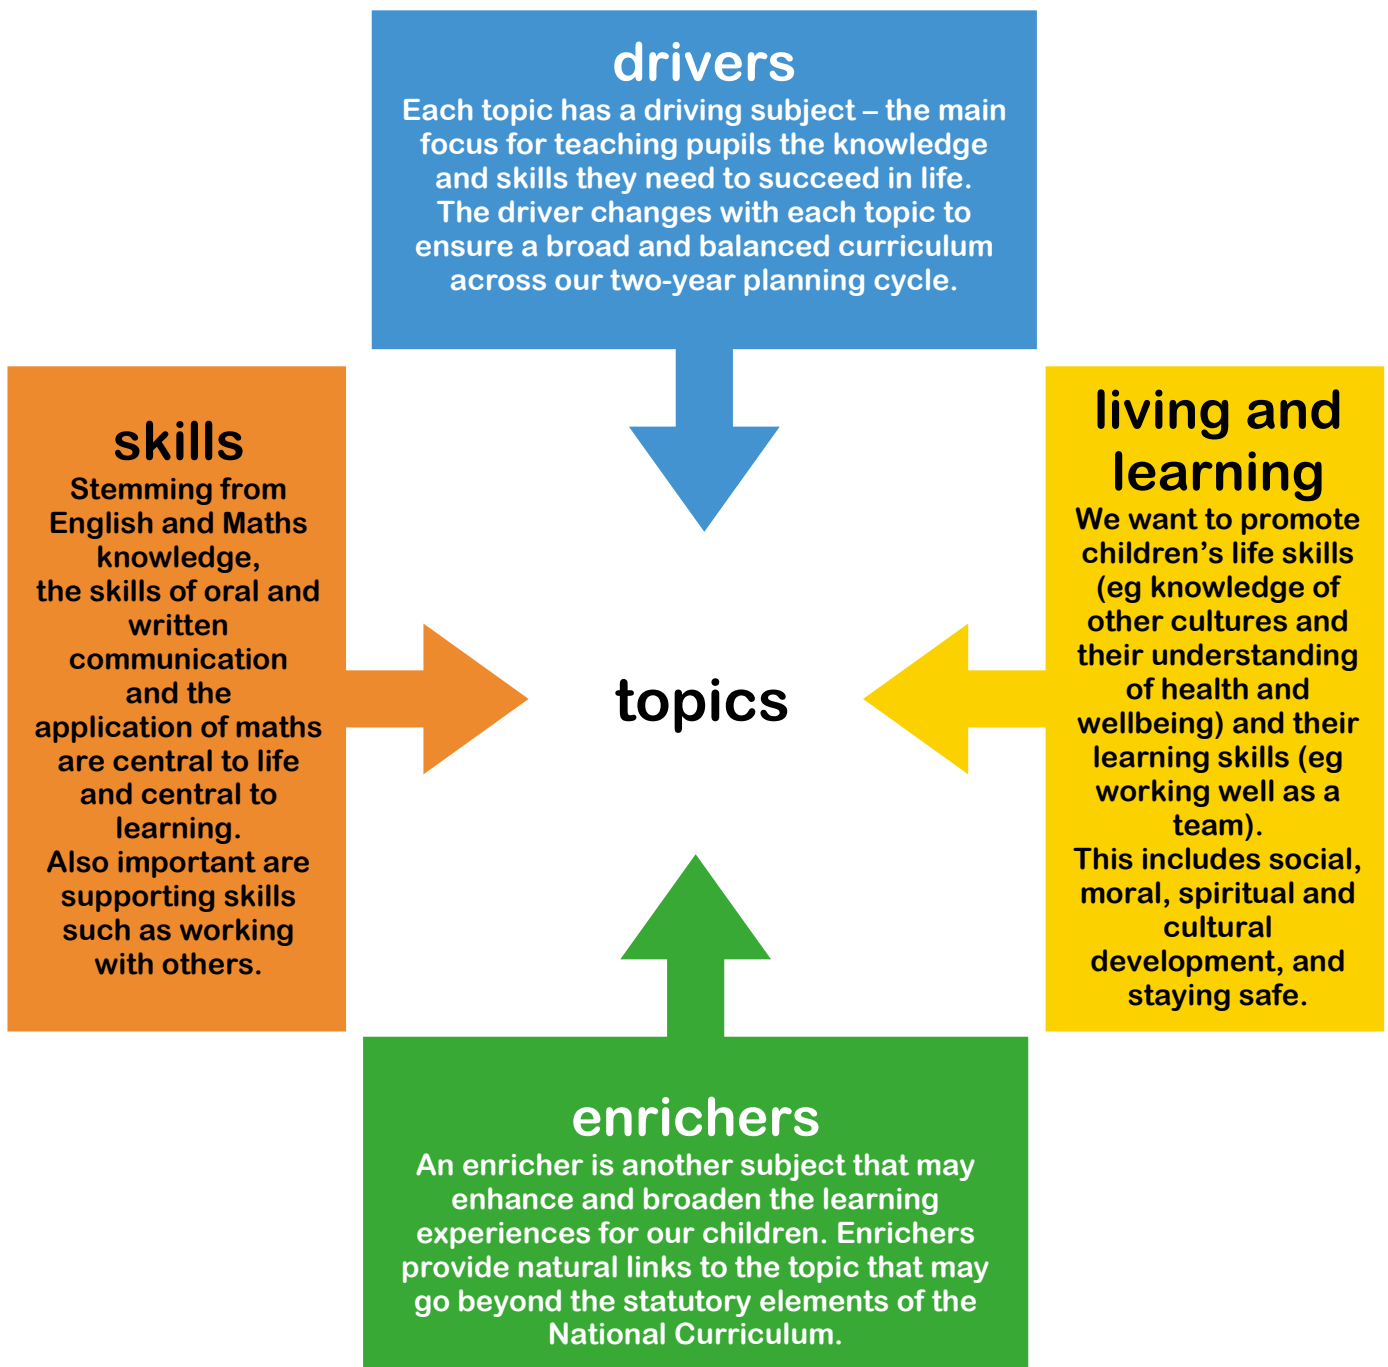 drivers
Each topic has a driving subject – the main
focus for teaching pupils the knowledge
and skills they need to succeed in life.
The driver changes with each topic to
ensure a broad and balanced curriculum
across our two-year planning cycle.
skills
Stemming from
English and Maths
knowledge,
the skills of oral and
written
communication
and the
application of maths
are central to life
and central to
learning.
Also important are
supporting skills
such as working
with others.
topics
living and
learning
We want to promote
children’s life skills
(eg knowledge of
other cultures and
their understanding
of health and
wellbeing) and their
learning skills (eg
working well as a
team).
This includes social,
moral, spiritual and
cultural
development, and
staying safe.
enrichers
An enricher is another subject that may
enhance and broaden the learning
experiences for our children. Enrichers
provide natural links to the topic that may
go beyond the statutory elements of the
National Curriculum.